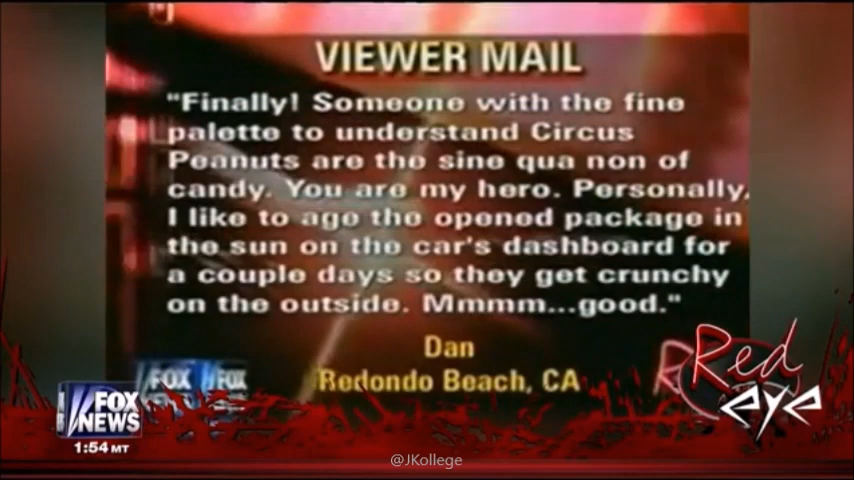 VIEWER MAIL
"Finally! Someone with the fine
palette to understand Circus
Peanuts are the sine qua non of
candy. You are my hero. Personally,
I like to age the opened package in
the sun on the car's dashboard for
a couple days so they get crunchy
on the outside. Mmmm...good."
Dan
Redondo Beach, CA
FOX
FOX
R
Red
eye
FOX
NEWS
1:54 MT
@JKollege